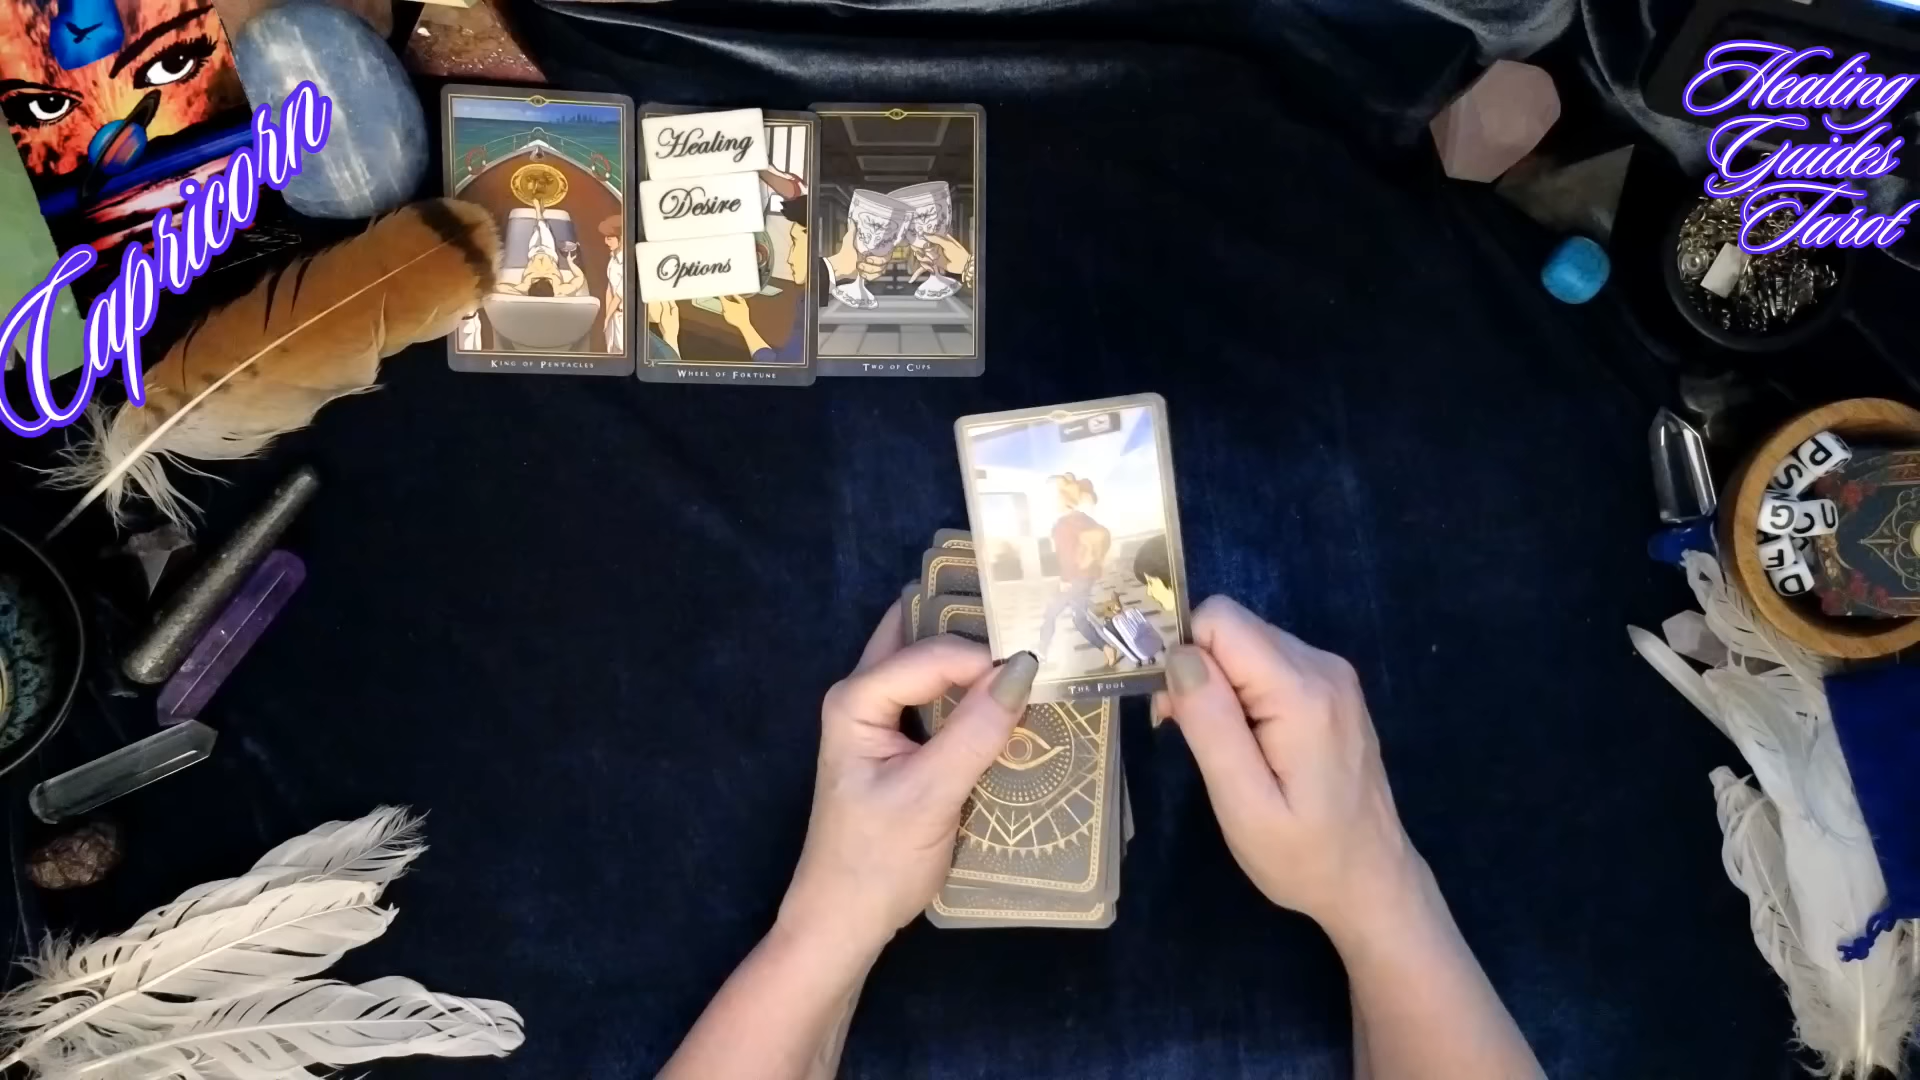 Capricorn
Healing
Guides
Tarot
Healing
Desire
Options
King of Pentacles
Wheel of Fortune
Two of Cups
The Fool
P
S
G
C
U
F
D